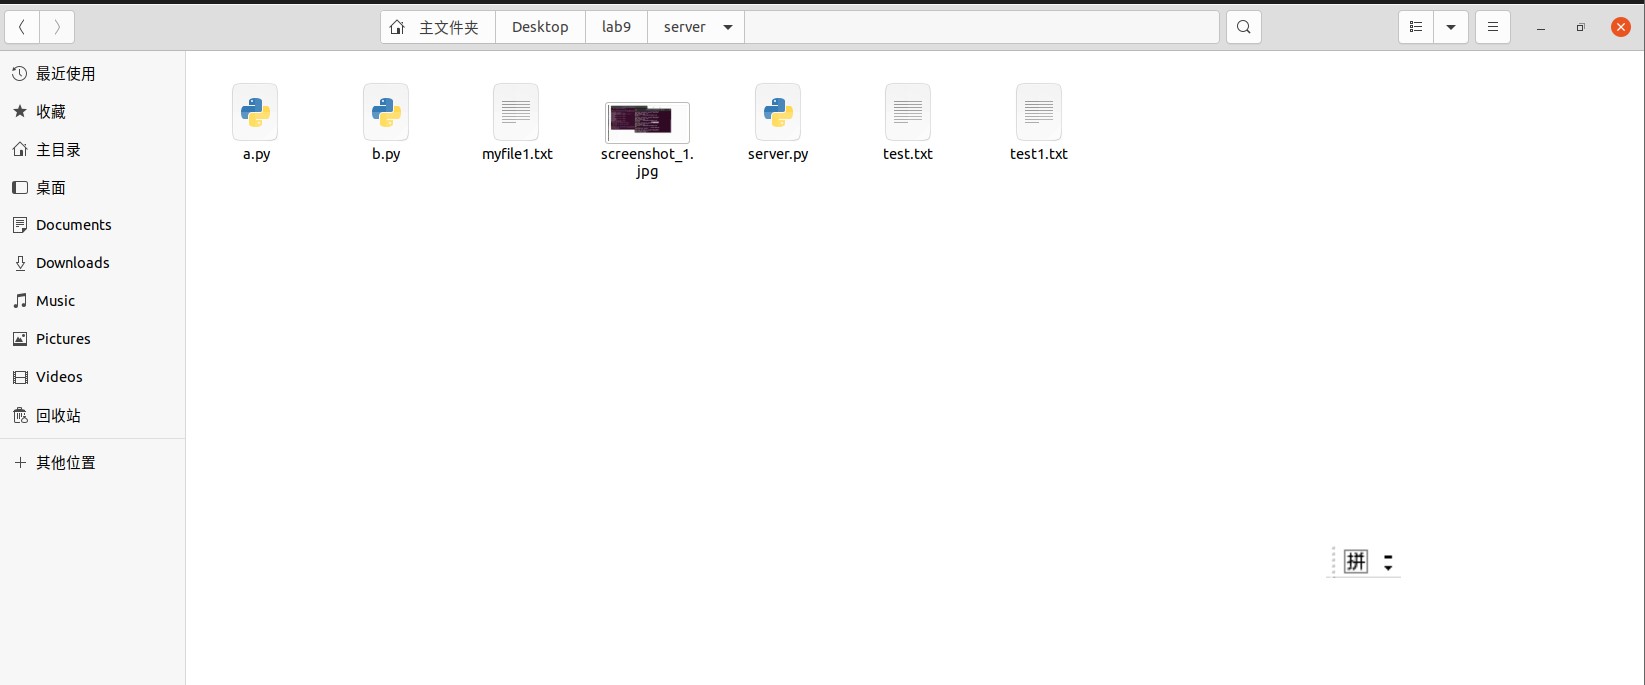 主文件夹 Desktop lab9 server
最近使用
收藏
主目录
桌面
Documents
Downloads
Music
Pictures
Videos
回收站
其他位置
a.py b.py myfile1.txt screenshot_1. server.py test.txt test1.txt
jpg
拼